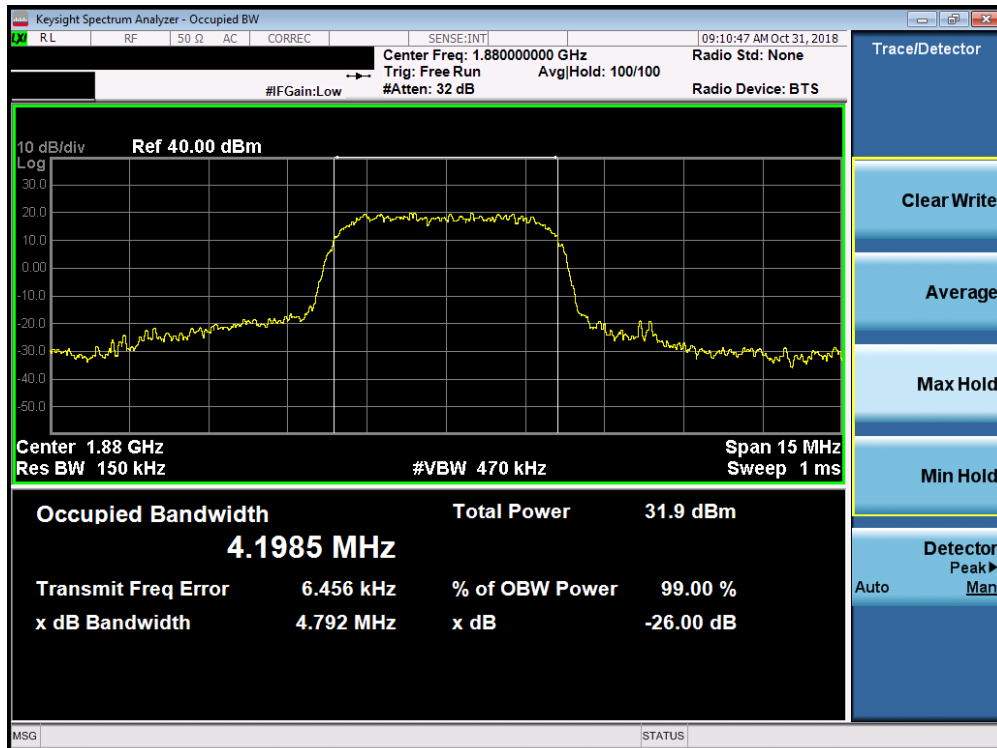 Keysight Spectrum Analyzer - Occupied BW
LXI RL RF 50 Ω AC CORREC SENSE:INT 09:10:47 AM Oct 31, 2018
Center Freq: 1.880000000 GHz Radio Std: None
Trig: Free Run Avg|Hold: 100/100
#IFGain:Low #Atten: 32 dB Radio Device: BTS
Trace/Detector
10 dB/div Ref 40.00 dBm
Log
30.0
20.0
10.0
0.00
-10.0
-20.0
-30.0
-40.0
-50.0
Center 1.88 GHz Span 15 MHz
Res BW 150 kHz #VBW 470 kHz Sweep 1 ms
Occupied Bandwidth Total Power 31.9 dBm
4.1985 MHz
Transmit Freq Error 6.456 kHz % of OBW Power 99.00 %
x dB Bandwidth 4.792 MHz x dB -26.00 dB
Clear Write
Average
Max Hold
Min Hold
Detector
Peak▶
Auto Man
MSG STATUS